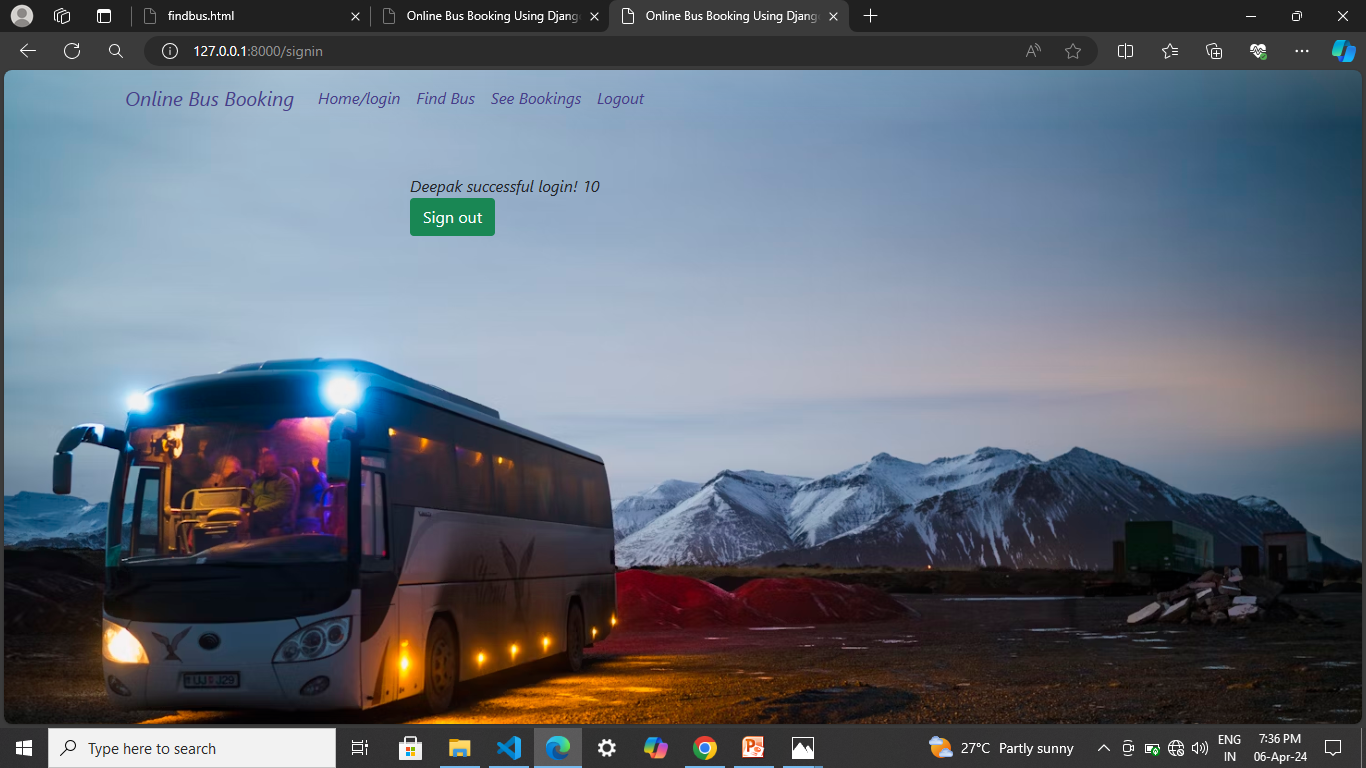 findbus.html
Online Bus Booking Using Djang
Online Bus Booking Using Djang
127.0.0.1:8000/signin
Online Bus Booking Home/login Find Bus See Bookings Logout
Deepak successful login! 10
Sign out
Type here to search
27°C Partly sunny
ENG
IN
7:36 PM
06-Apr-24